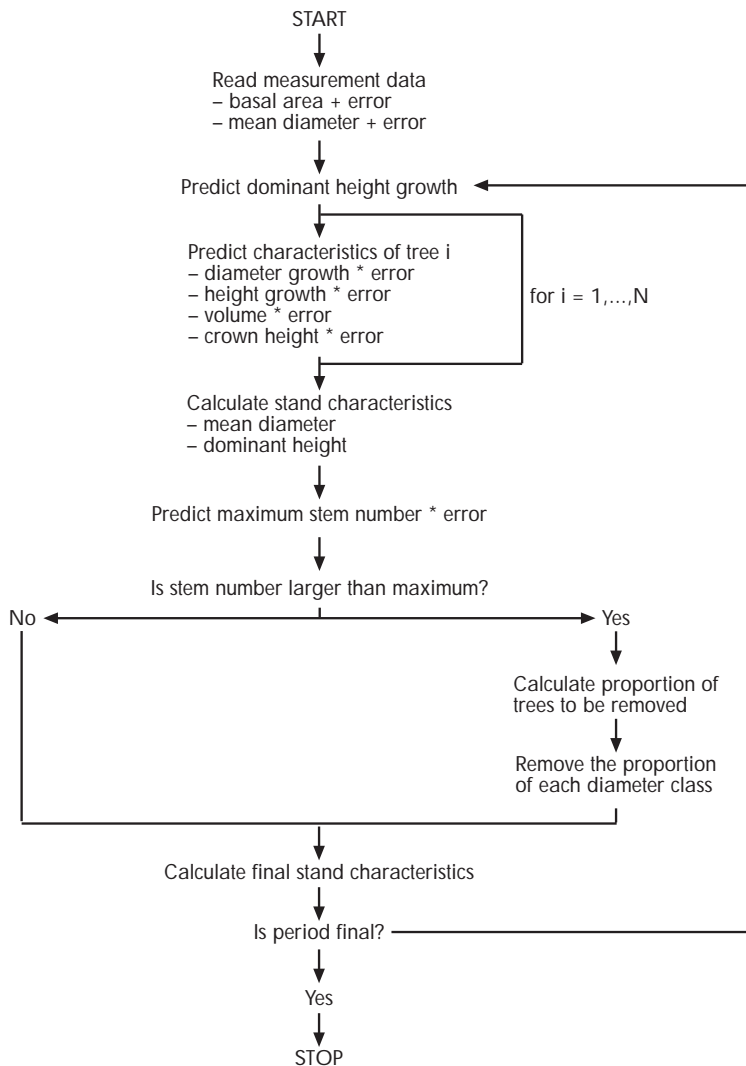 START
Read measurement data
– basal area + error
– mean diameter + error
Predict dominant height growth
Predict characteristics of tree i
– diameter growth * error
– height growth * error
– volume * error
– crown height * error
for i = 1,...,N
Calculate stand characteristics
– mean diameter
– dominant height
Predict maximum stem number * error
Is stem number larger than maximum?
No
Yes
Calculate proportion of
trees to be removed
Remove the proportion
of each diameter class
Calculate final stand characteristics
Is period final?
Yes
STOP